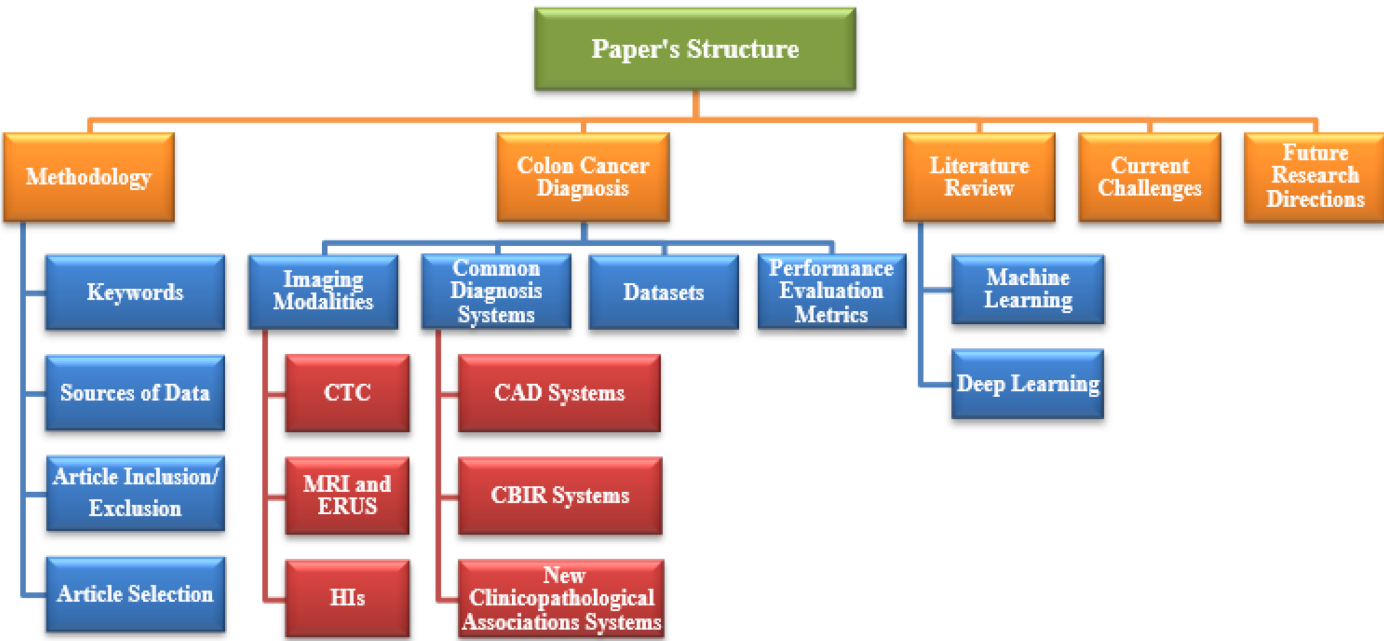 Paper's Structure
Methodology
Colon Cancer
Diagnosis
Literature
Review
Current
Challenges
Future
Research
Directions
Keywords
Sources of Data
Article Inclusion/
Exclusion
Article Selection
Imaging
Modalities
CTC
MRI and
ERUS
HIs
Common
Diagnosis
Systems
CAD Systems
CBIR Systems
New
Clinicopathological
Associations Systems
Datasets
Performance
Evaluation
Metrics
Machine
Learning
Deep Learning